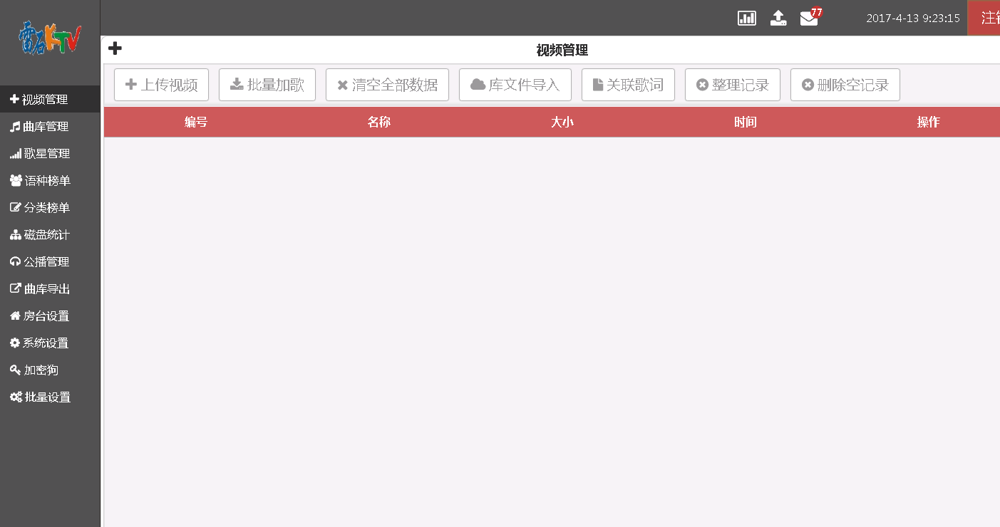 雷石KTV
77
2017-4-13 9:23:15
注销
视频管理
上传视频
批量加歌
清空全部数据
库文件导入
关联歌词
整理记录
删除空记录
编号 名称 大小 时间 操作
视频管理
曲库管理
歌星管理
语种榜单
分类榜单
磁盘统计
公播管理
曲库导出
房台设置
系统设置
加密狗
批量设置